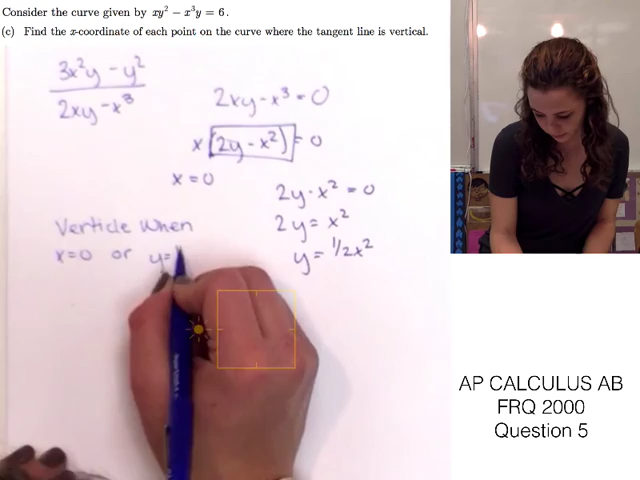 Consider the curve given by xy² − x³y = 6.
(c) Find the x-coordinate of each point on the curve where the tangent line is vertical.
3x²y - y²
2xy - x³
2xy - x³ = 0
x (2y - x²) = 0
x = 0
2y - x² = 0
2y = x²
y = 1/2x²
Verticle When
x=0 or y=
AP CALCULUS AB
FRQ 2000
Question 5